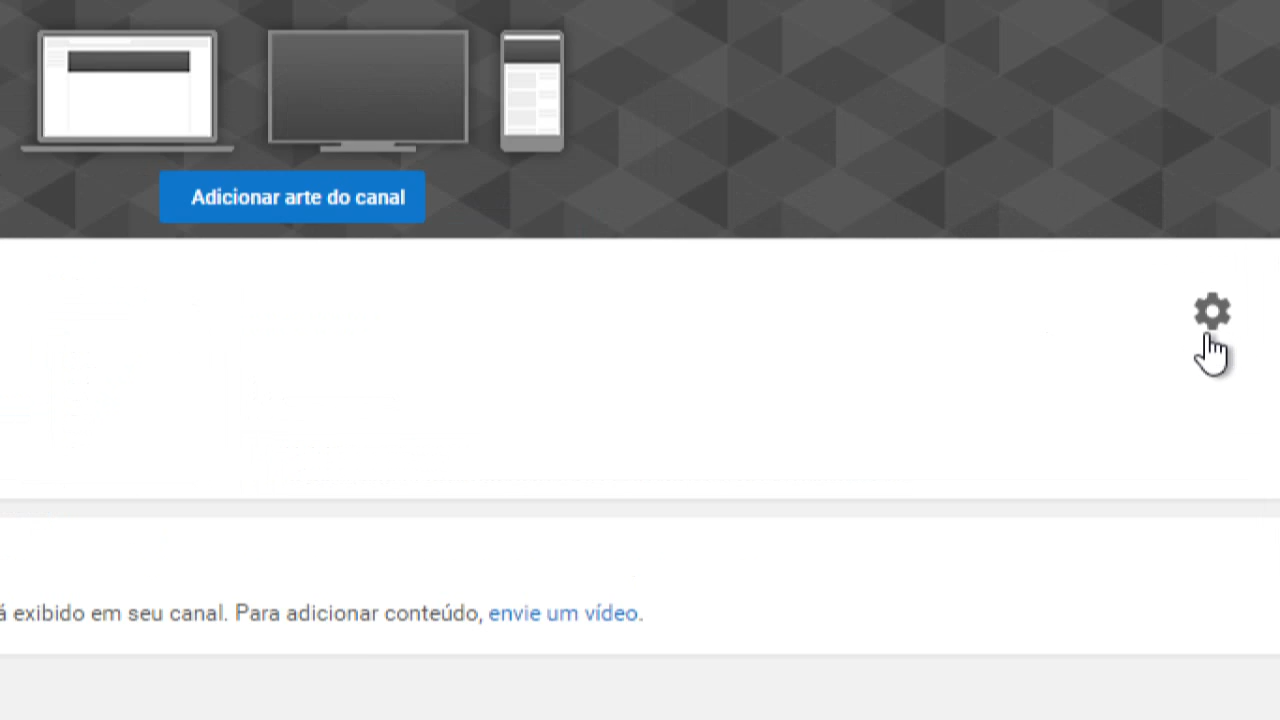 Adicionar arte do canal
á exibido em seu canal. Para adicionar conteúdo, envie um vídeo.